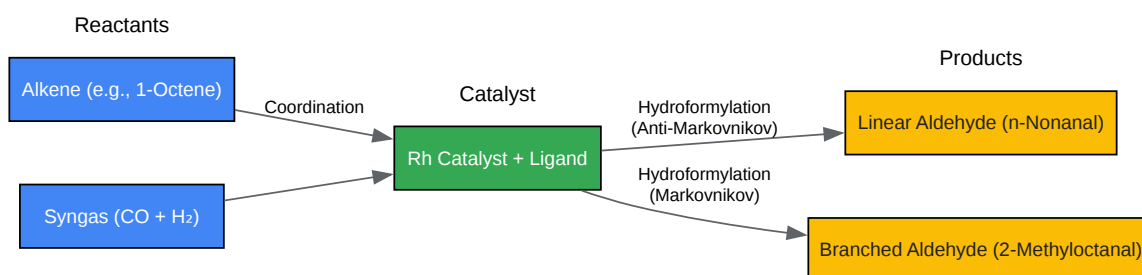 Reactants
Alkene (e.g., 1-Octene)
Syngas (CO + H₂)
Coordination
Catalyst
Rh Catalyst + Ligand
Hydroformylation
(Anti-Markovnikov)
Hydroformylation
(Markovnikov)
Products
Linear Aldehyde (n-Nonanal)
Branched Aldehyde (2-Methyloctanal)